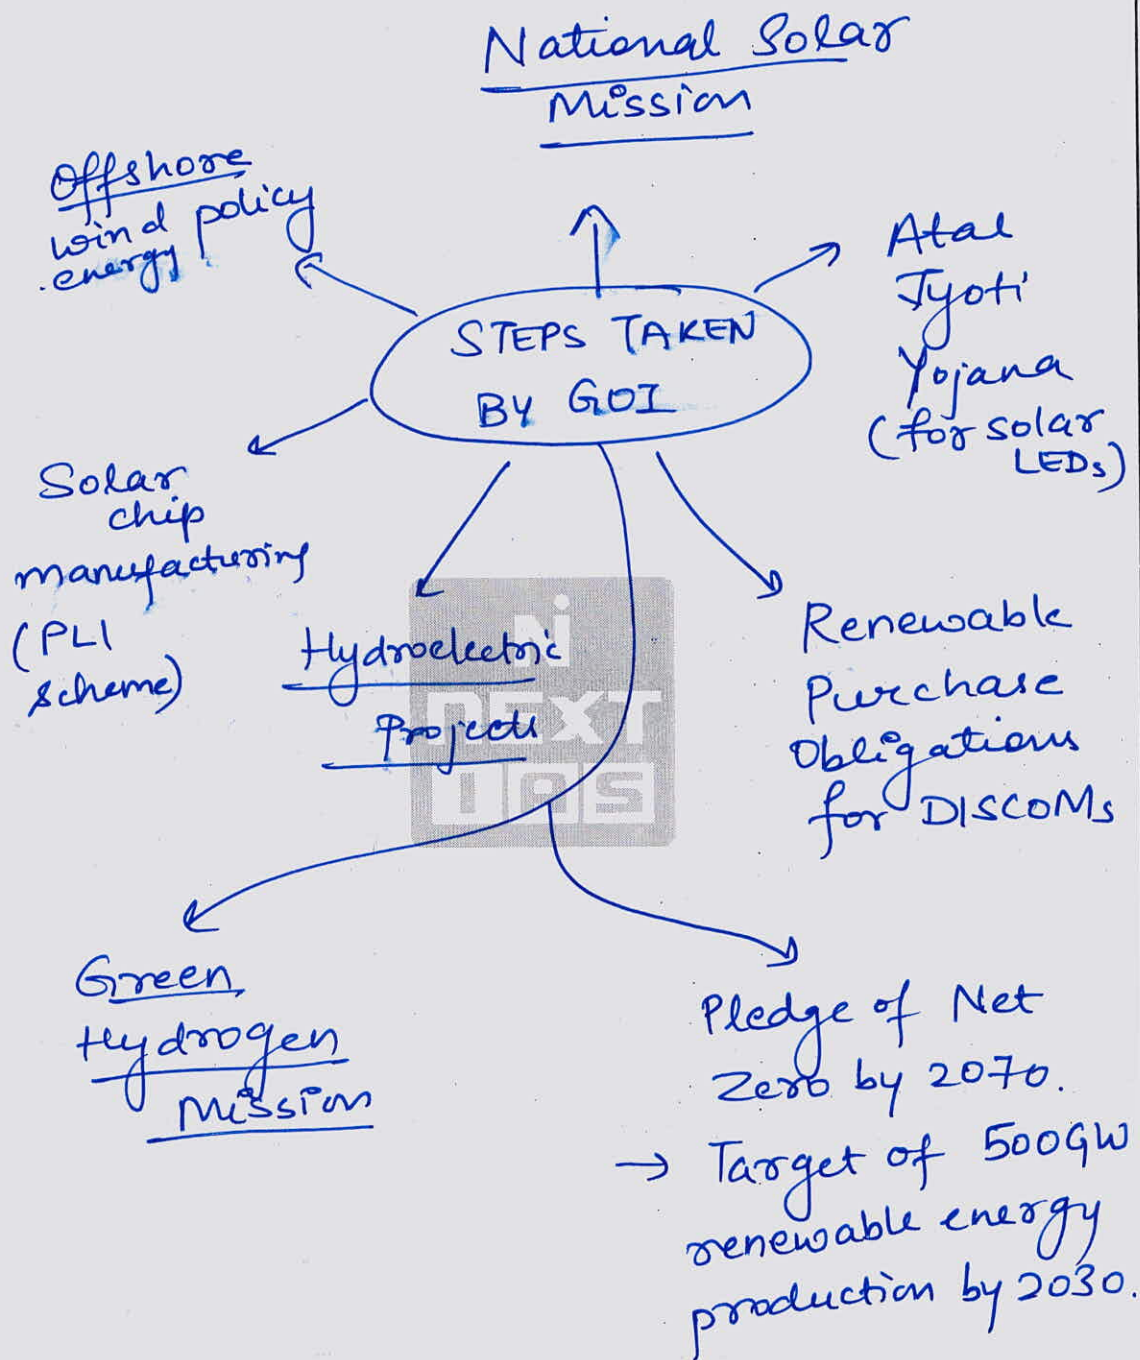 National Solar
Mission
Offshore
wind policy
energy
Atal
Jyoti
Yojana
(for solar
LEDs)
STEPS TAKEN
BY GOI
Solar
chip
manufacturing
(PLI
scheme)
Hydroelectric
Projects
Renewable
Purchase
Obligations
for DISCOMs
Ni
NEXT
IAS
Green
Hydrogen
Mission
Pledge of Net
Zero by 2070.
→ Target of 500GW
renewable energy
production by 2030.